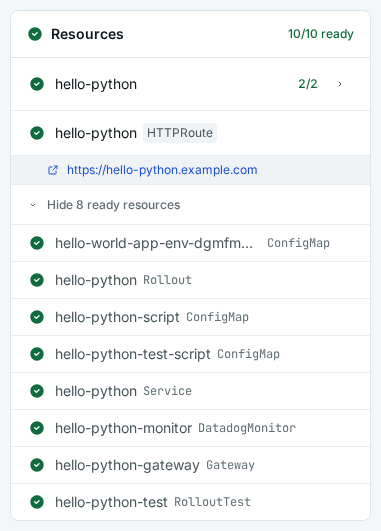 Resources 10/10 ready
hello-python 2/2
hello-python HTTPRoute
https://hello-python.example.com
Hide 8 ready resources
hello-world-app-env-dgmfm... ConfigMap
hello-python Rollout
hello-python-script ConfigMap
hello-python-test-script ConfigMap
hello-python Service
hello-python-monitor DatadogMonitor
hello-python-gateway Gateway
hello-python-test RolloutTest